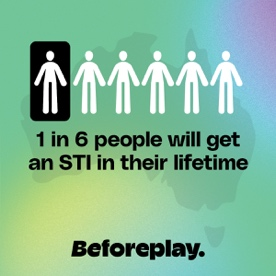 1 in 6 people will get
an STI in their lifetime
Beforeplay.